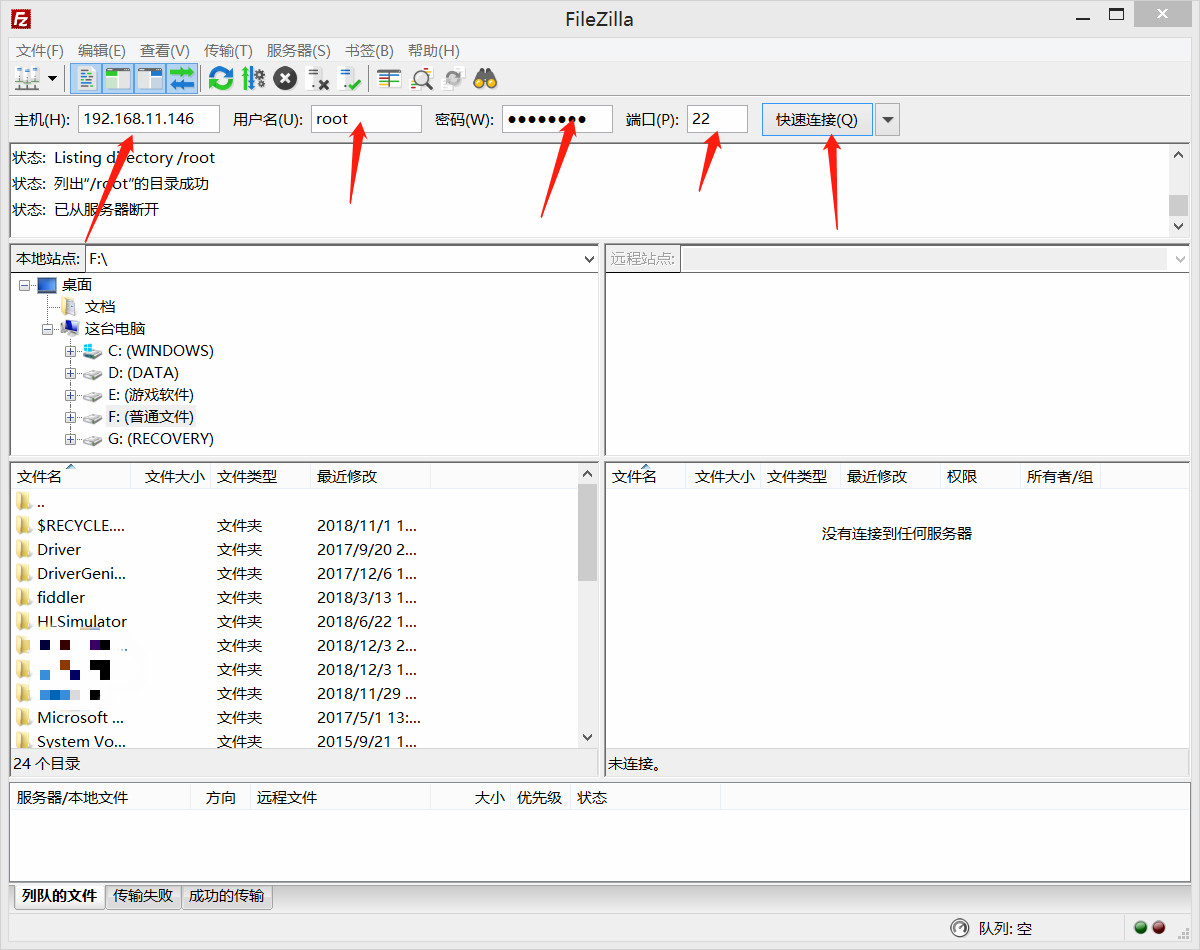 FileZilla
文件(F) 编辑(E) 查看(V) 传输(T) 服务器(S) 书签(B) 帮助(H)
主机(H): 192.168.11.146 用户名(U): root 密码(W): ●●●●●●●● 端口(P): 22 快速连接(Q)
状态: Listing directory /root
状态: 列出“/root”的目录成功
状态: 已从服务器断开
本地站点: F:\
远程站点:
桌面
文档
这台电脑
C: (WINDOWS)
D: (DATA)
E: (游戏软件)
F: (普通文件)
G: (RECOVERY)
文件名 文件大小 文件类型 最近修改
..
$RECYCLE.... 文件夹 2018/11/1 1...
Driver 文件夹 2017/9/20 2...
DriverGeni... 文件夹 2017/12/6 1...
fiddler 文件夹 2018/3/13 1...
HLSimulator 文件夹 2018/6/22 1...
文件夹 2018/12/3 2...
文件夹 2018/12/3 1...
文件夹 2018/11/29 ...
Microsoft ... 文件夹 2017/5/1 13:...
System Vo... 文件夹 2015/9/21 1...
24 个目录
文件名 文件大小 文件类型 最近修改 权限 所有者/组
没有连接到任何服务器
未连接。
服务器/本地文件 方向 远程文件 大小 优先级 状态
列队的文件 传输失败 成功的传输
队列: 空